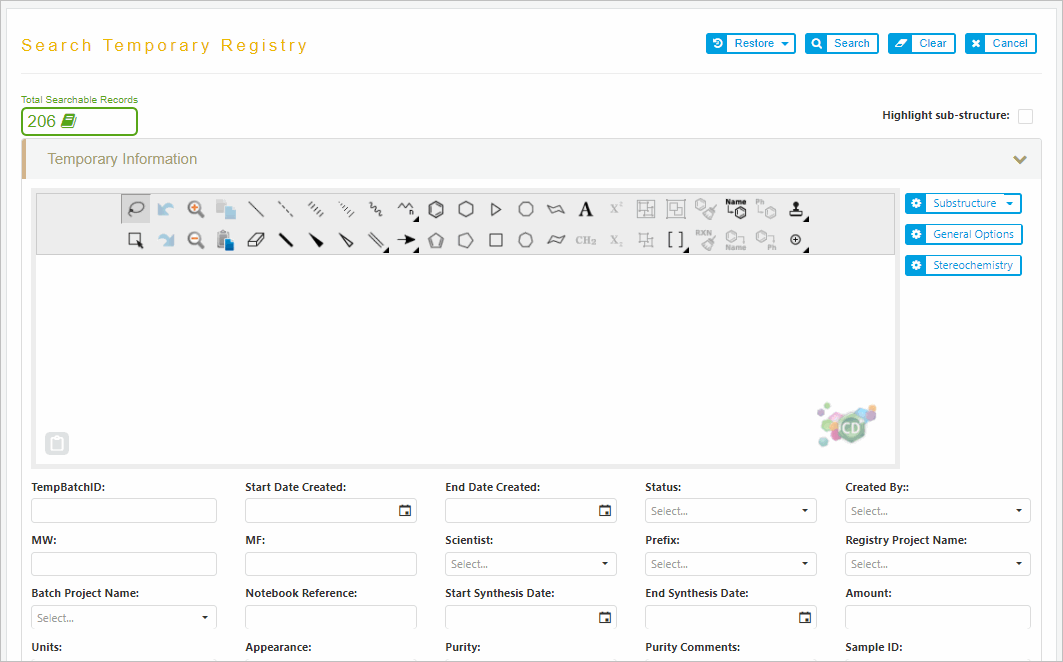 Search Temporary Registry
Restore Search Clear Cancel
Total Searchable Records
206
Highlight sub-structure:
Temporary Information
n A X² Name Ph
CH₂ X₂ [ ] RXN Name Ph
Substructure
General Options
Stereochemistry
CD
TempBatchID: Start Date Created: End Date Created: Status: Created By::
Select... Select...
MW: MF: Scientist: Prefix: Registry Project Name:
Select... Select... Select...
Batch Project Name: Notebook Reference: Start Synthesis Date: End Synthesis Date: Amount:
Select...
Units: Appearance: Purity: Purity Comments: Sample ID: